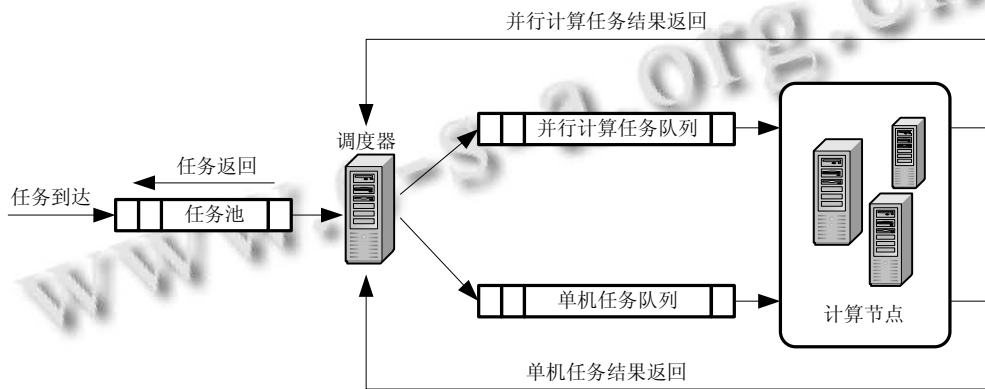 并行计算任务结果返回
调度器
并行计算任务队列
任务返回
任务到达
任务池
单机任务队列
计算节点
单机任务结果返回